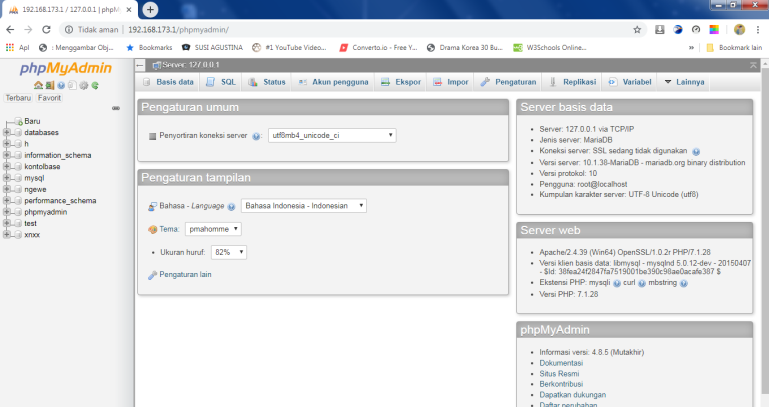 192.168.173.1 / 127.0.0.1 | phpM
Tidak aman | 192.168.173.1/phpmyadmin/
Apl : Menggambar Obj... Bookmarks SUSI AGUSTINA #1 YouTube Video... Converto.io - Free Y... Drama Korea 30 Bu... W3Schools Online... » Bookmark lain
phpMyAdmin
Terbaru Favorit
Baru
databases
h
information_schema
kontolbase
mysql
ngewe
performance_schema
phpmyadmin
test
xnxx
Server: 127.0.0.1
Basis data SQL Status Akun pengguna Ekspor Impor Pengaturan Replikasi Variabel Lainnya
Pengaturan umum
Penyortiran koneksi server : utf8mb4_unicode_ci
Pengaturan tampilan
Bahasa - Language Bahasa Indonesia - Indonesian
Tema: pmahomme
• Ukuran huruf: 82%
Pengaturan lain
Server basis data
• Server: 127.0.0.1 via TCP/IP
• Jenis server: MariaDB
• Koneksi server: SSL sedang tidak digunakan
• Versi server: 10.1.38-MariaDB - mariadb.org binary distribution
• Versi protokol: 10
• Pengguna: root@localhost
• Kumpulan karakter server: UTF-8 Unicode (utf8)
Server web
• Apache/2.4.39 (Win64) OpenSSL/1.0.2r PHP/7.1.28
• Versi klien basis data: libmysql - mysqlnd 5.0.12-dev - 20150407
- $Id: 38fea24f2847fa7519001be390c98ae0acafe387 $
• Ekstensi PHP: mysqli curl mbstring
• Versi PHP: 7.1.28
phpMyAdmin
• Informasi versi: 4.8.5 (Mutakhir)
• Dokumentasi
• Situs Resmi
• Berkontribusi
• Dapatkan dukungan
• Daftar perubahan